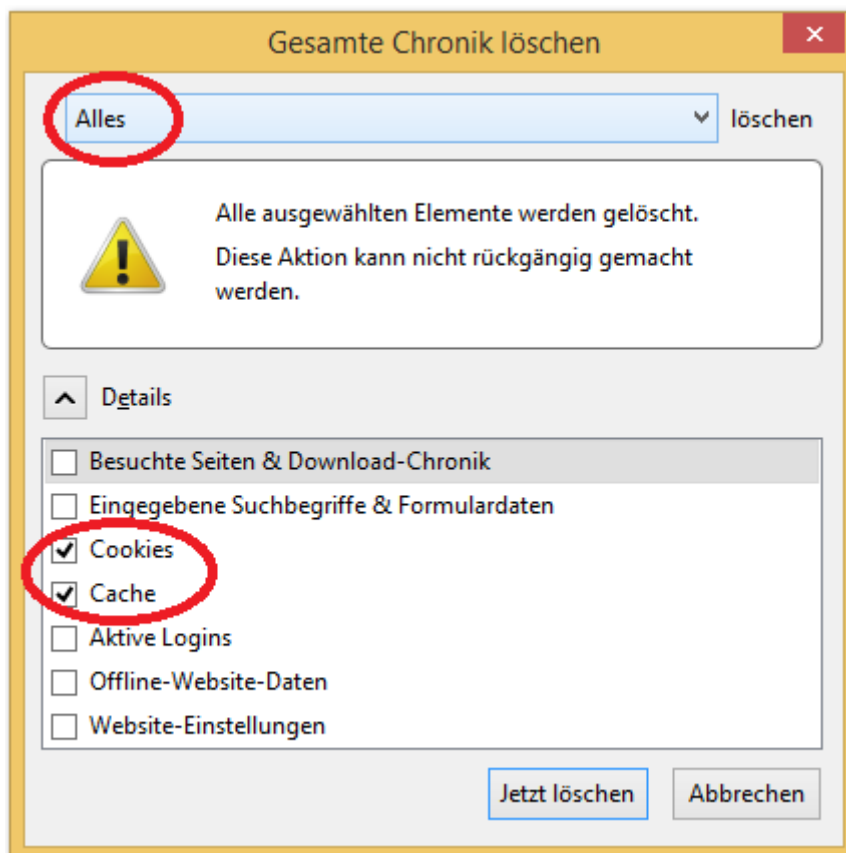 Gesamte Chronik löschen
Alles löschen
Alle ausgewählten Elemente werden gelöscht.
Diese Aktion kann nicht rückgängig gemacht
werden.
Details
Besuchte Seiten & Download-Chronik
Eingegebene Suchbegriffe & Formulardaten
Cookies
Cache
Aktive Logins
Offline-Website-Daten
Website-Einstellungen
Jetzt löschen Abbrechen